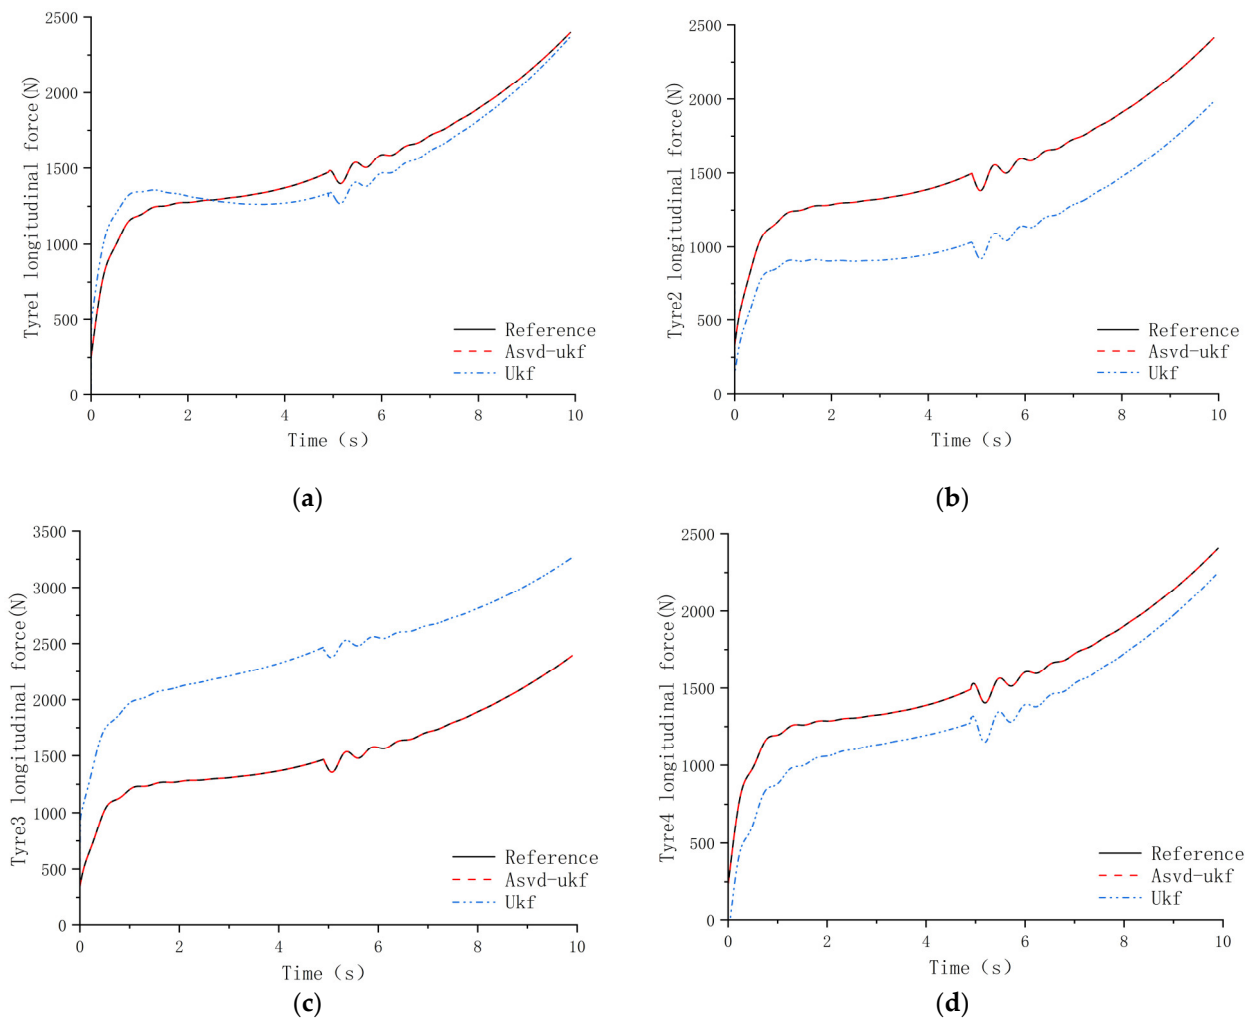 2500
2000
1500
1000
500
0
Tyre1 longitudinal force(N)
Reference
Asvd-ukf
Ukf
0 2 4 6 8 10
Time (s)
(a)
2500
2000
1500
1000
500
0
Tyre2 longitudinal force(N)
Reference
Asvd-ukf
Ukf
0 2 4 6 8 10
Time (s)
(b)
3500
3000
2500
2000
1500
1000
500
0
Tyre3 longitudinal force(N)
Reference
Asvd-ukf
Ukf
0 2 4 6 8 10
Time (s)
(c)
2500
2000
1500
1000
500
0
Tyre4 longitudinal force(N)
Reference
Asvd-ukf
Ukf
0 2 4 6 8 10
Time (s)
(d)